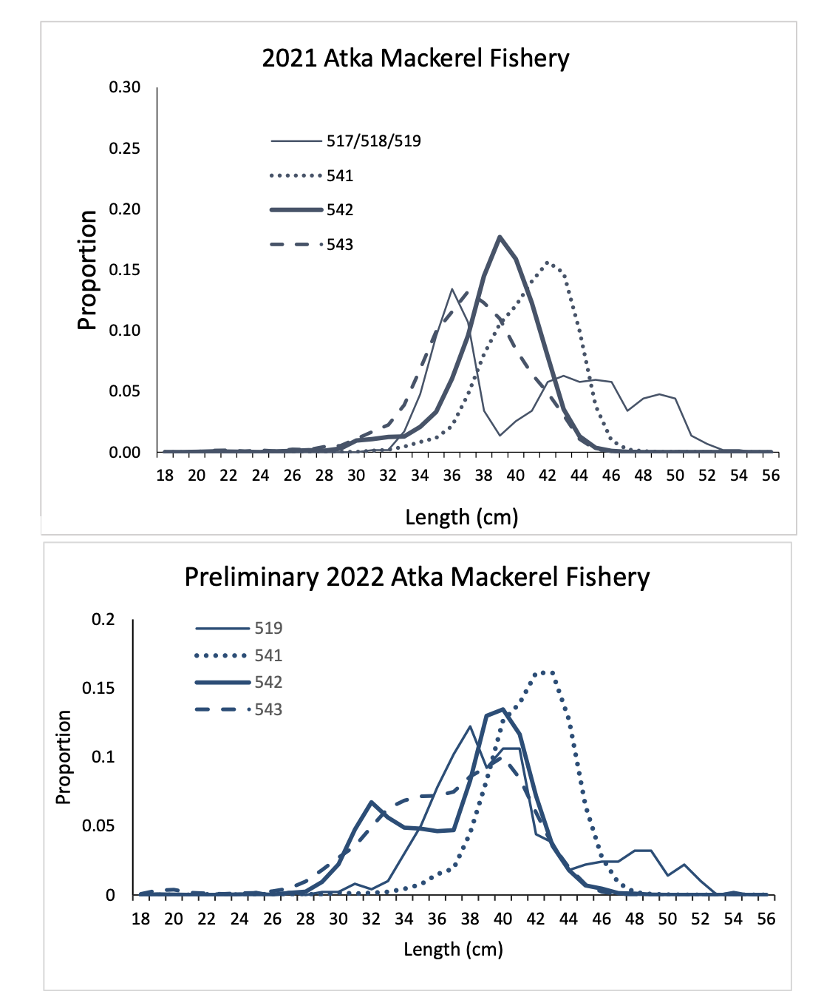 2021 Atka Mackerel Fishery
0.30
0.25
0.20
0.15
0.10
0.05
0.00
Proportion
517/518/519
541
542
543
18 20 22 24 26 28 30 32 34 36 38 40 42 44 46 48 50 52 54 56
Length (cm)
Preliminary 2022 Atka Mackerel Fishery
0.2
0.15
0.1
0.05
0
Proportion
519
541
542
543
18 20 22 24 26 28 30 32 34 36 38 40 42 44 46 48 50 52 54 56
Length (cm)